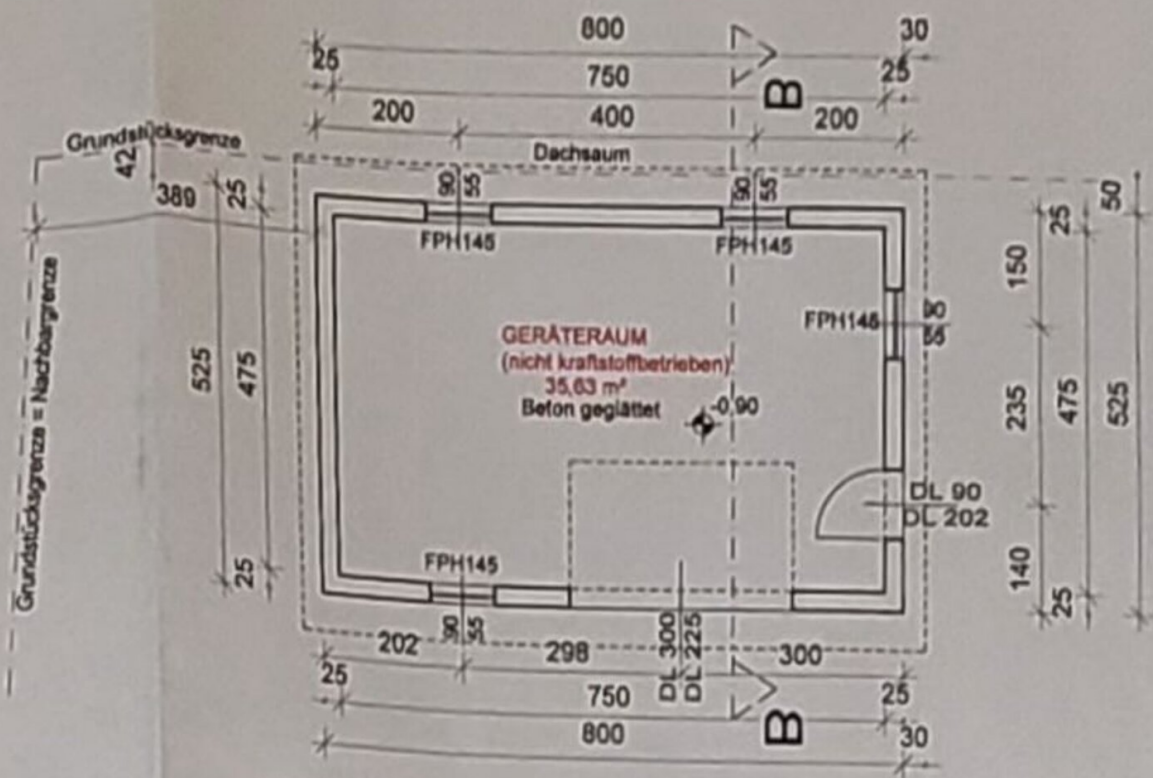 800
30
25
750
25
B
200
400
200
Grundstücksgrenze
42
Dachsaum
389
25
90
55
90
55
25
50
FPH145
FPH145
150
Grundstücksgrenze = Nachbargrenze
525
475
GERÄTERAUM
(nicht kraftstoffbetrieben)
35,63 m²
Beton geglättet
-0,90
FPH145
90
55
235
475
525
DL 90
DL 202
FPH145
25
140
25
90
55
202
298
DL 300
DL 225
300
25
750
25
B
800
30